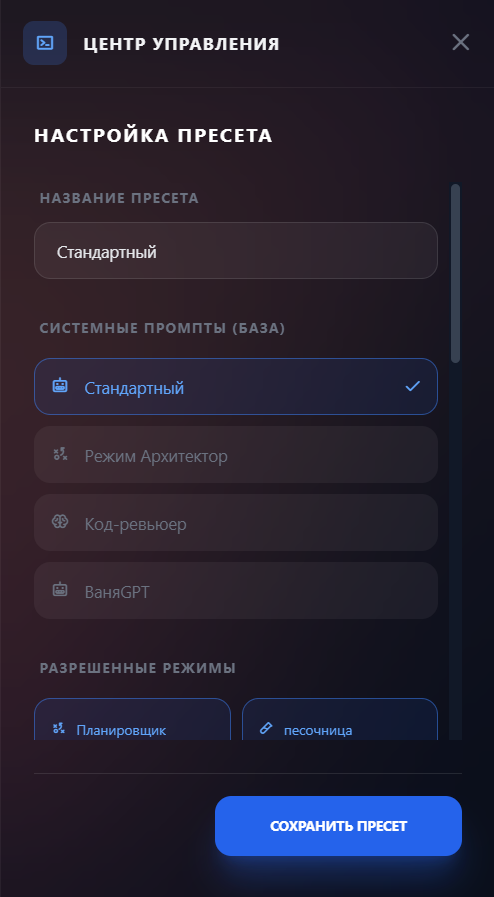 ЦЕНТР УПРАВЛЕНИЯ
НАСТРОЙКА ПРЕСЕТА
НАЗВАНИЕ ПРЕСЕТА
Стандартный
СИСТЕМНЫЕ ПРОМПТЫ (БАЗА)
Стандартный
Режим Архитектор
Код-ревьюер
ВаняGPT
РАЗРЕШЕННЫЕ РЕЖИМЫ
Планировщик песочница
СОХРАНИТЬ ПРЕСЕТ